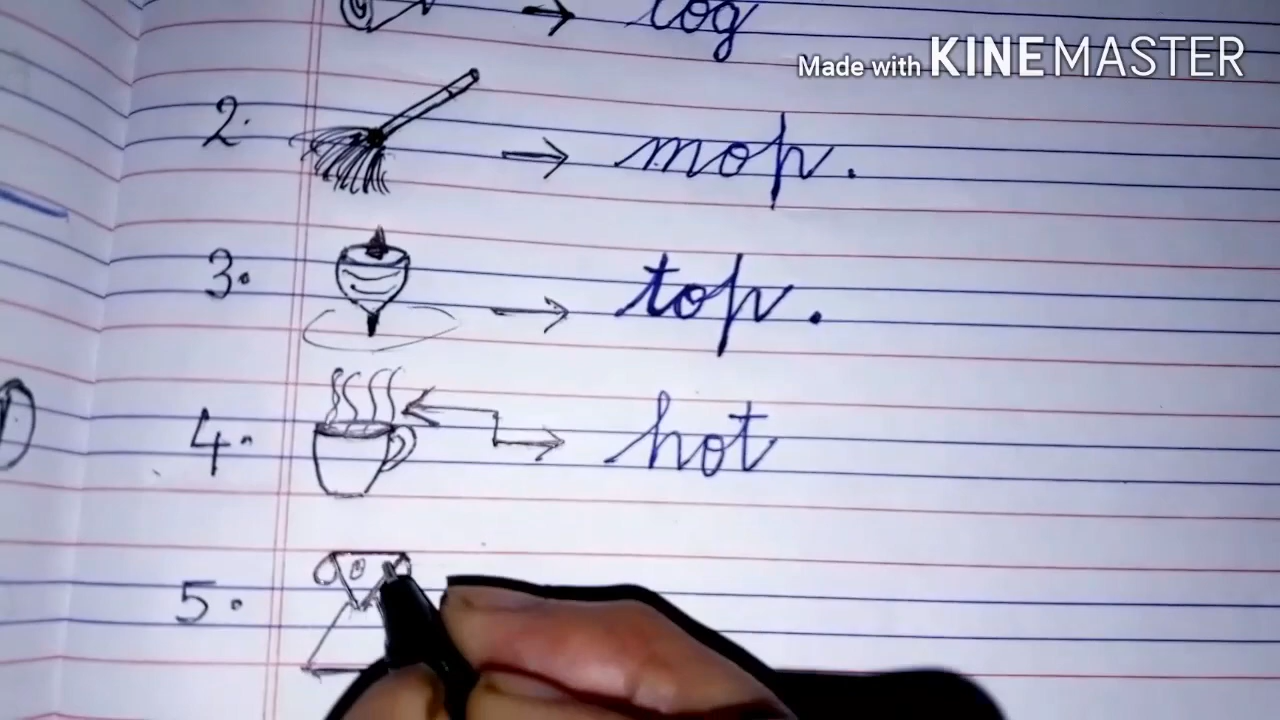 → log
Made with KINEMASTER
2. → mop.
3. → top.
4. → hot
5.